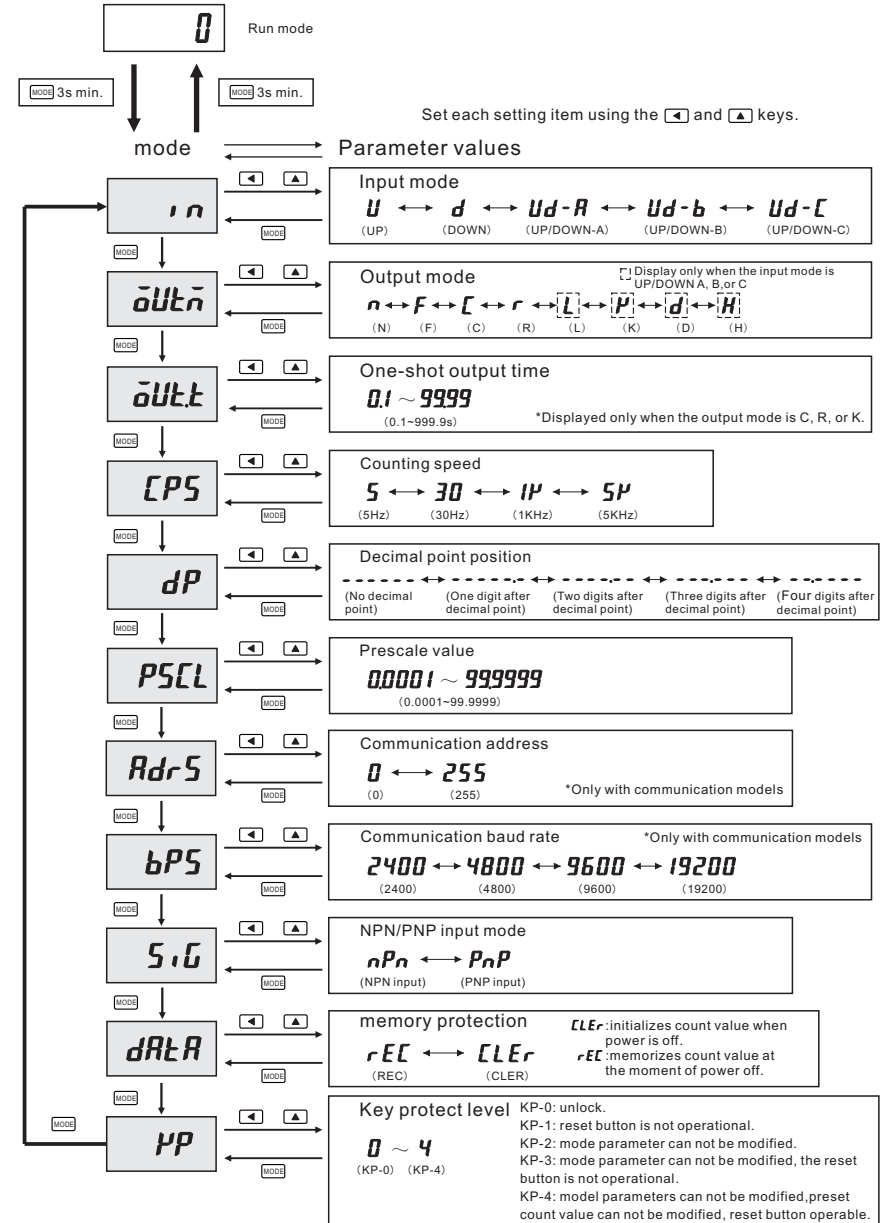 0
Run mode
MODE 3s min.
MODE 3s min.
Set each setting item using the ◀ and ▲ keys.
mode
Parameter values
in
Input mode
U ↔ d ↔ Ud-A ↔ Ud-b ↔ Ud-C
(UP) (DOWN) (UP/DOWN-A) (UP/DOWN-B) (UP/DOWN-C)
MODE
MODE
oUtm
Output mode
Display only when the input mode is
UP/DOWN A, B,or C
n ↔ F ↔ C ↔ r ↔ L ↔ K ↔ d ↔ H
(N) (F) (C) (R) (L) (K) (D) (H)
MODE
MODE
oUt.t
One-shot output time
0.1 ~ 999.9
(0.1~999.9s)
*Displayed only when the output mode is C, R, or K.
MODE
MODE
CPS
Counting speed
5 ↔ 30 ↔ 1K ↔ 5K
(5Hz) (30Hz) (1KHz) (5KHz)
MODE
MODE
dP
Decimal point position
- - - - - - ↔ - - - - -.- ↔ - - - -.- - ↔ - - -.- - - ↔ - -.- - - -
(No decimal (One digit after (Two digits after (Three digits after (Four digits after
point) decimal point) decimal point) decimal point) decimal point)
MODE
MODE
PSCL
Prescale value
0.0001 ~ 99.9999
(0.0001~99.9999)
MODE
MODE
AdrS
Communication address
0 ↔ 255
(0) (255)
*Only with communication models
MODE
MODE
bPS
Communication baud rate *Only with communication models
2400 ↔ 4800 ↔ 9600 ↔ 19200
(2400) (4800) (9600) (19200)
MODE
MODE
SiG
NPN/PNP input mode
nPn ↔ PnP
(NPN input) (PNP input)
MODE
MODE
dAtA
memory protection
rEC ↔ CLEr
(REC) (CLER)
CLEr :initializes count value when
power is off.
rEC :memorizes count value at
the moment of power off.
MODE
MODE
MODE
KP
Key protect level
0 ~ 4
(KP-0) (KP-4)
KP-0: unlock.
KP-1: reset button is not operational.
KP-2: mode parameter can not be modified.
KP-3: mode parameter can not be modified, the reset
button is not operational.
KP-4: model parameters can not be modified,preset
count value can not be modified, reset button operable.
MODE